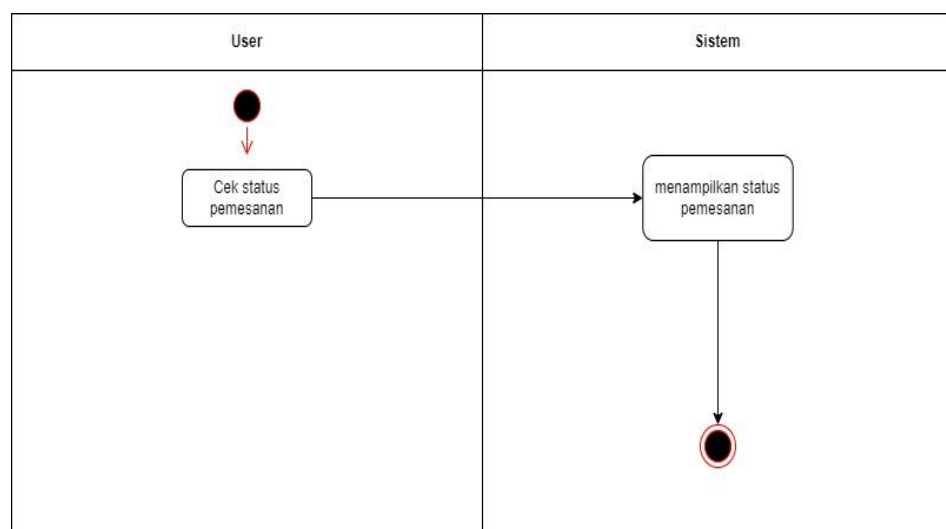 User
Sistem
Cek status
pemesanan
menampilkan status
pemesanan